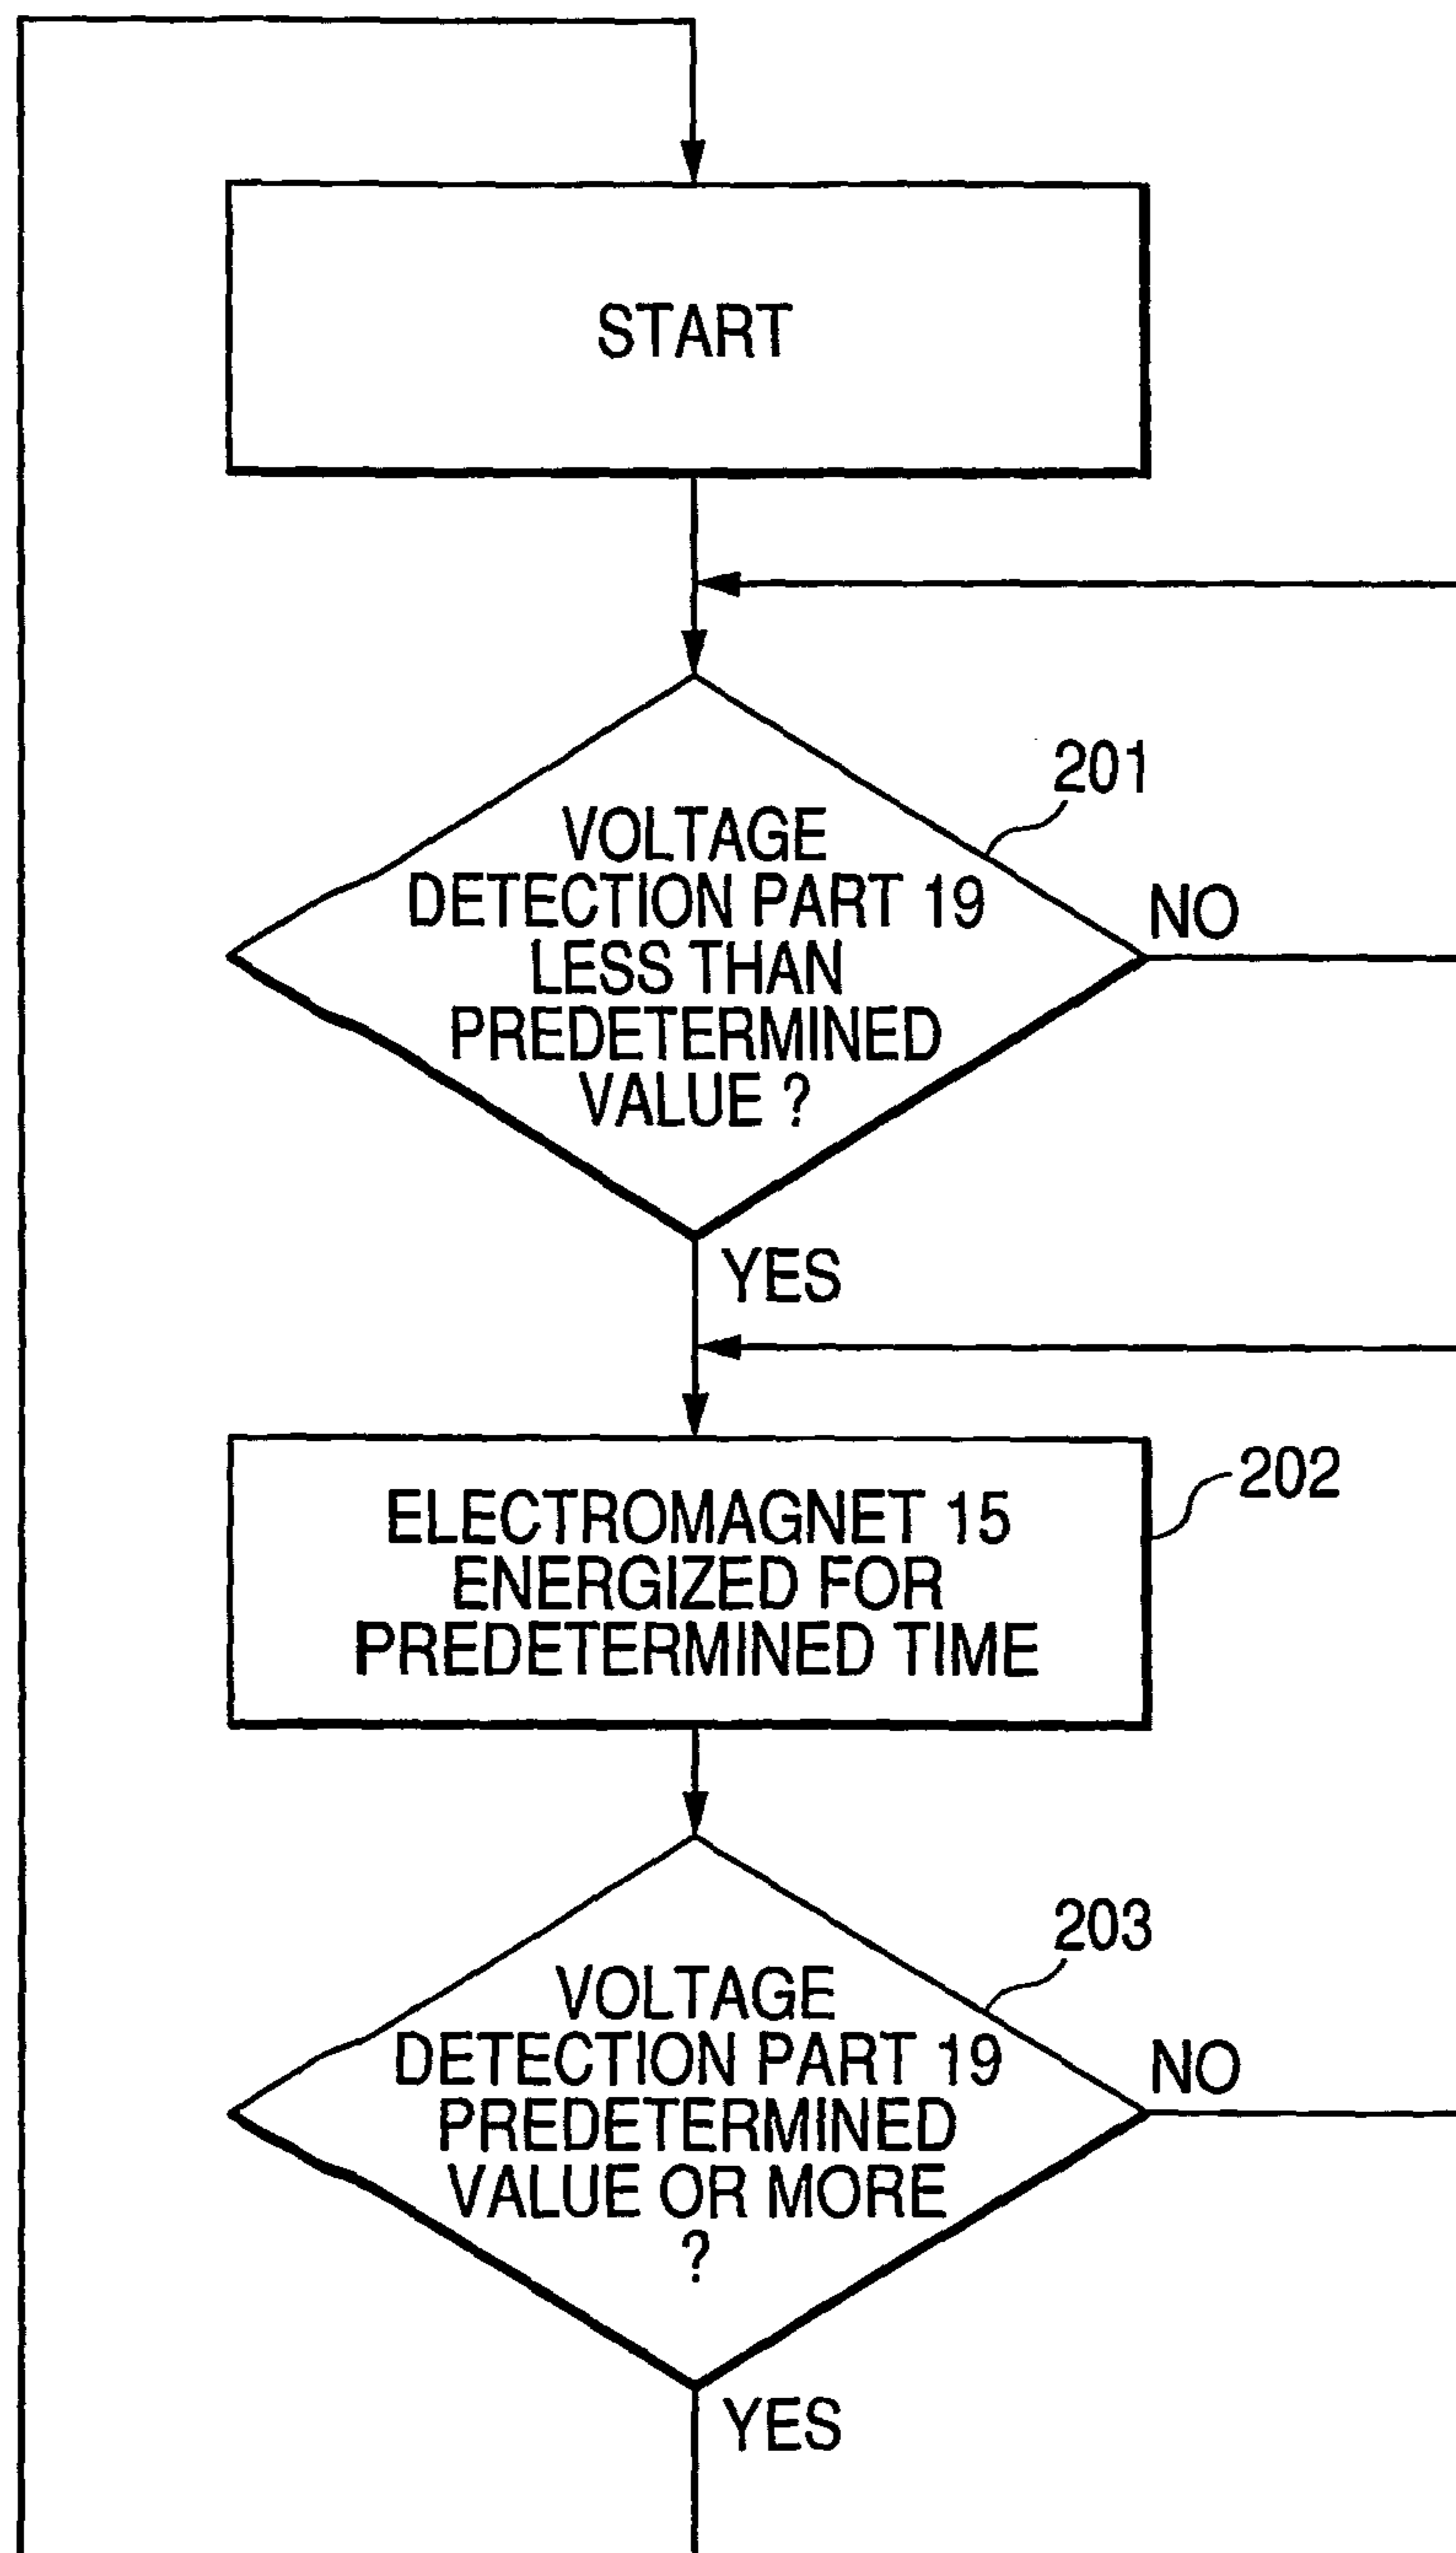 START
201
VOLTAGE
DETECTION PART 19
LESS THAN
PREDETERMINED
VALUE ?
NO
YES
202
ELECTROMAGNET 15
ENERGIZED FOR
PREDETERMINED TIME
203
VOLTAGE
DETECTION PART 19
PREDETERMINED
VALUE OR MORE
?
NO
YES